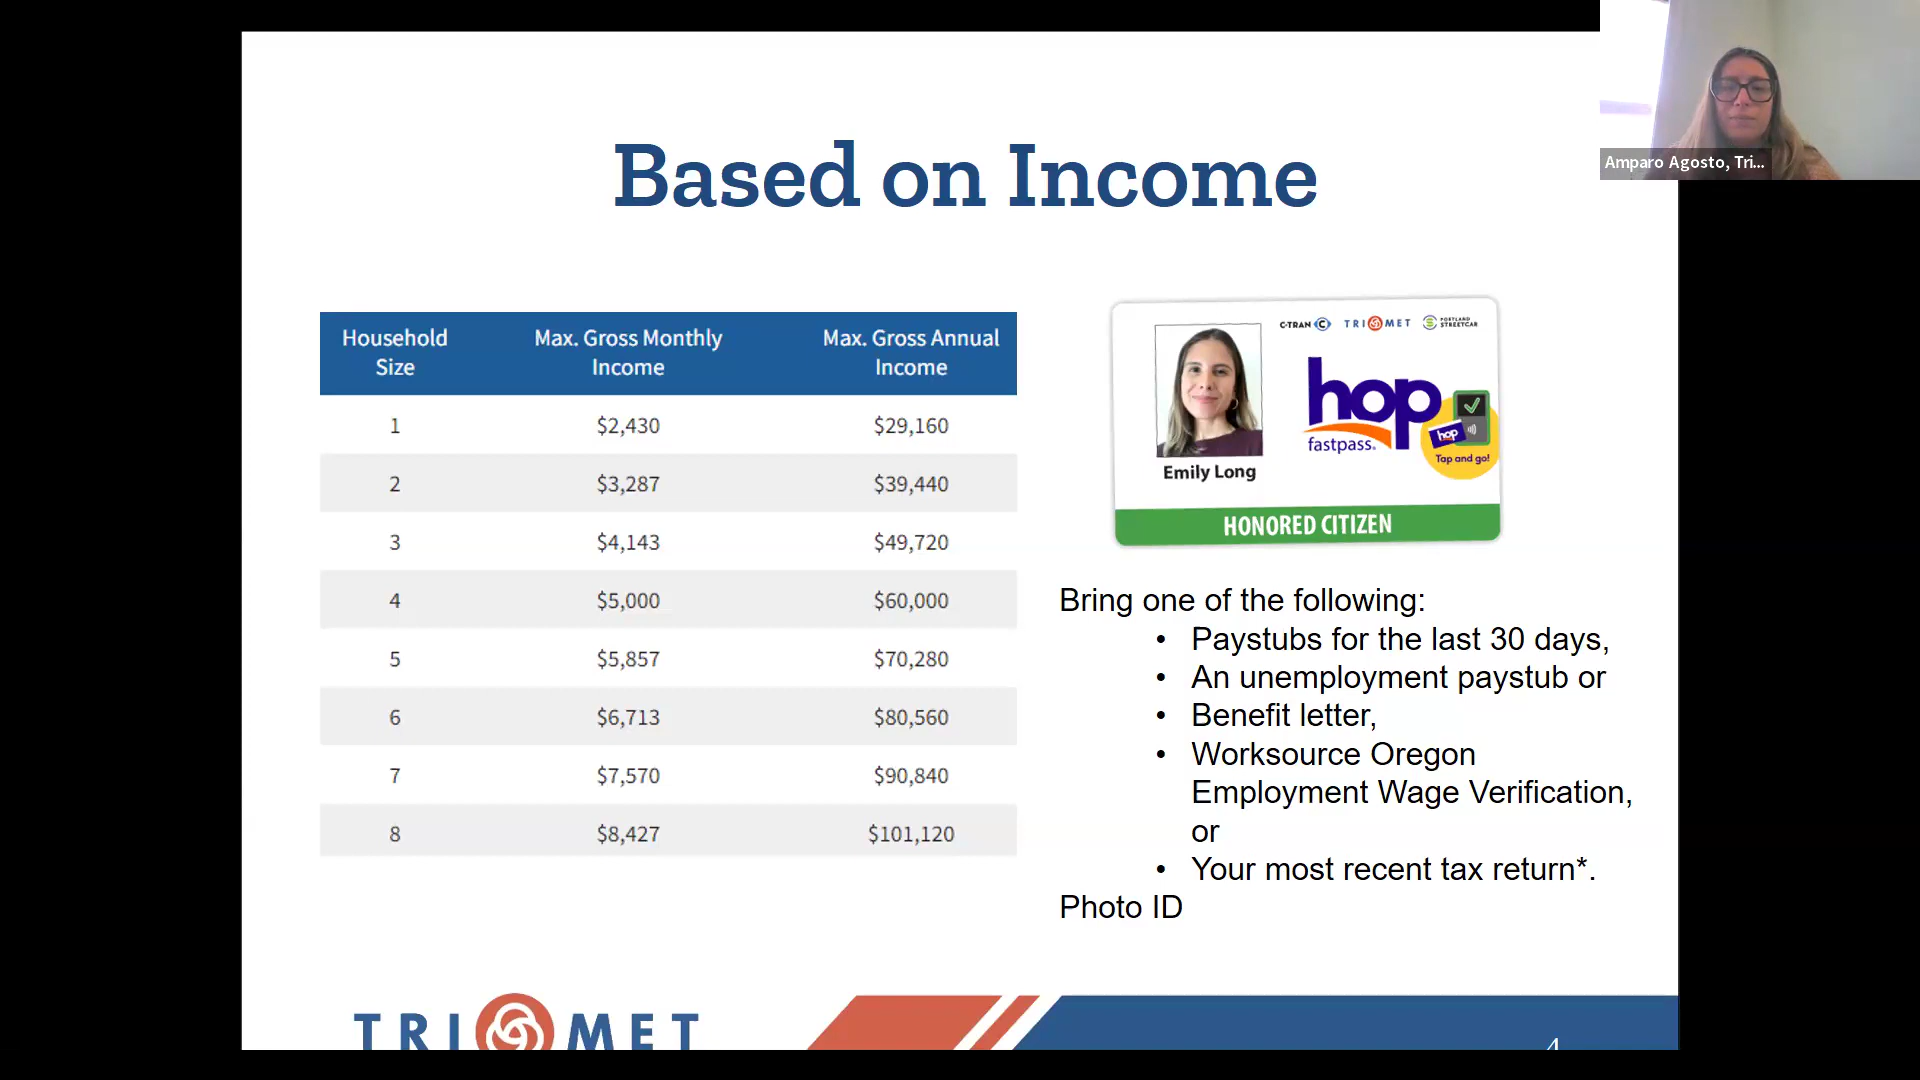 Amparo Agosto, Tri...
Based on Income
Household Size Max. Gross Monthly Income Max. Gross Annual Income
1 $2,430 $29,160
2 $3,287 $39,440
3 $4,143 $49,720
4 $5,000 $60,000
5 $5,857 $70,280
6 $6,713 $80,560
7 $7,570 $90,840
8 $8,427 $101,120
C-TRAN TRIMET PORTLAND STREETCAR
hop
fastpass.
hop
Tap and go!
Emily Long
HONORED CITIZEN
Bring one of the following:
• Paystubs for the last 30 days,
• An unemployment paystub or
• Benefit letter,
• Worksource Oregon
Employment Wage Verification,
or
• Your most recent tax return*.
Photo ID
TRI MET
4